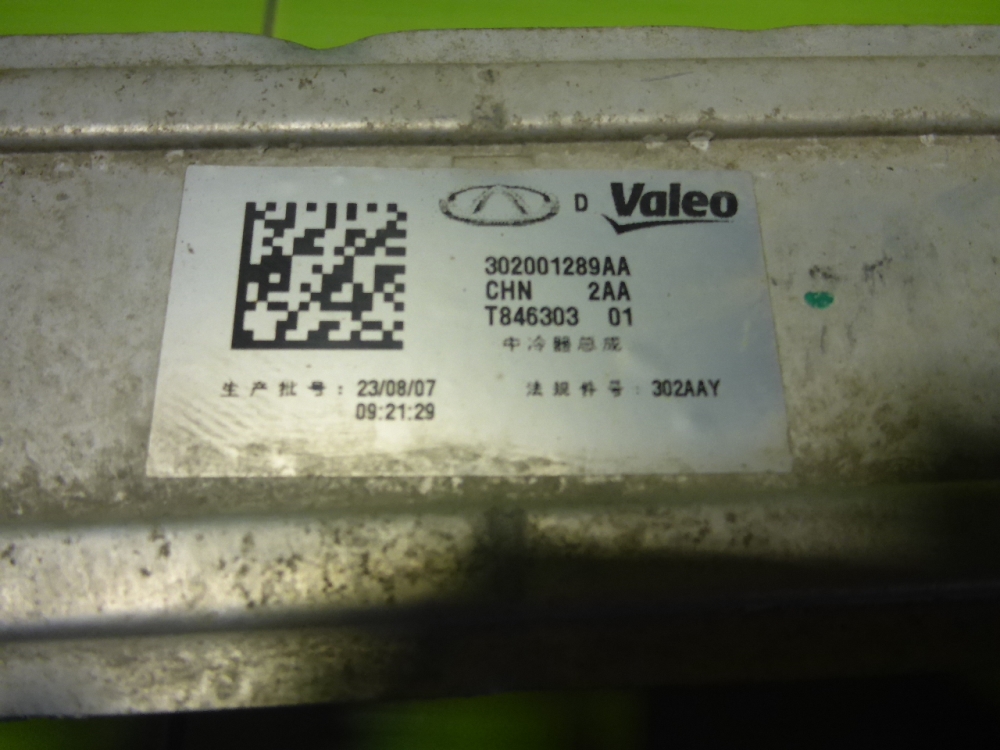 D Valeo
302001289AA
CHN 2AA
T846303 01
中冷器总成
生产批号: 23/08/07
09:21:29
法规件号: 302AAY